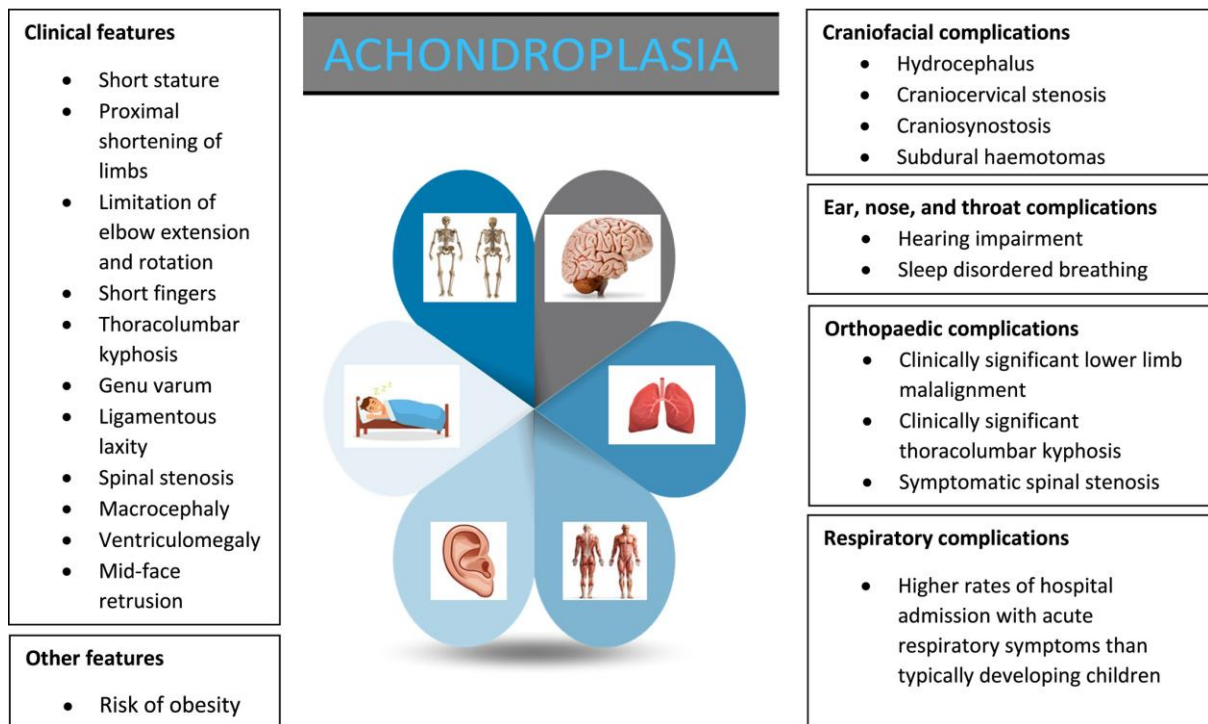 Clinical features
• Short stature
• Proximal
shortening of
limbs
• Limitation of
elbow extension
and rotation
• Short fingers
• Thoracolumbar
kyphosis
• Genu varum
• Ligamentous
laxity
• Spinal stenosis
• Macrocephaly
• Ventriculomegaly
• Mid-face
retrusion
Other features
• Risk of obesity
ACHONDROPLASIA
zzz
Craniofacial complications
• Hydrocephalus
• Craniocervical stenosis
• Craniosynostosis
• Subdural haemotomas
Ear, nose, and throat complications
• Hearing impairment
• Sleep disordered breathing
Orthopaedic complications
• Clinically significant lower limb
malalignment
• Clinically significant
thoracolumbar kyphosis
• Symptomatic spinal stenosis
Respiratory complications
• Higher rates of hospital
admission with acute
respiratory symptoms than
typically developing children